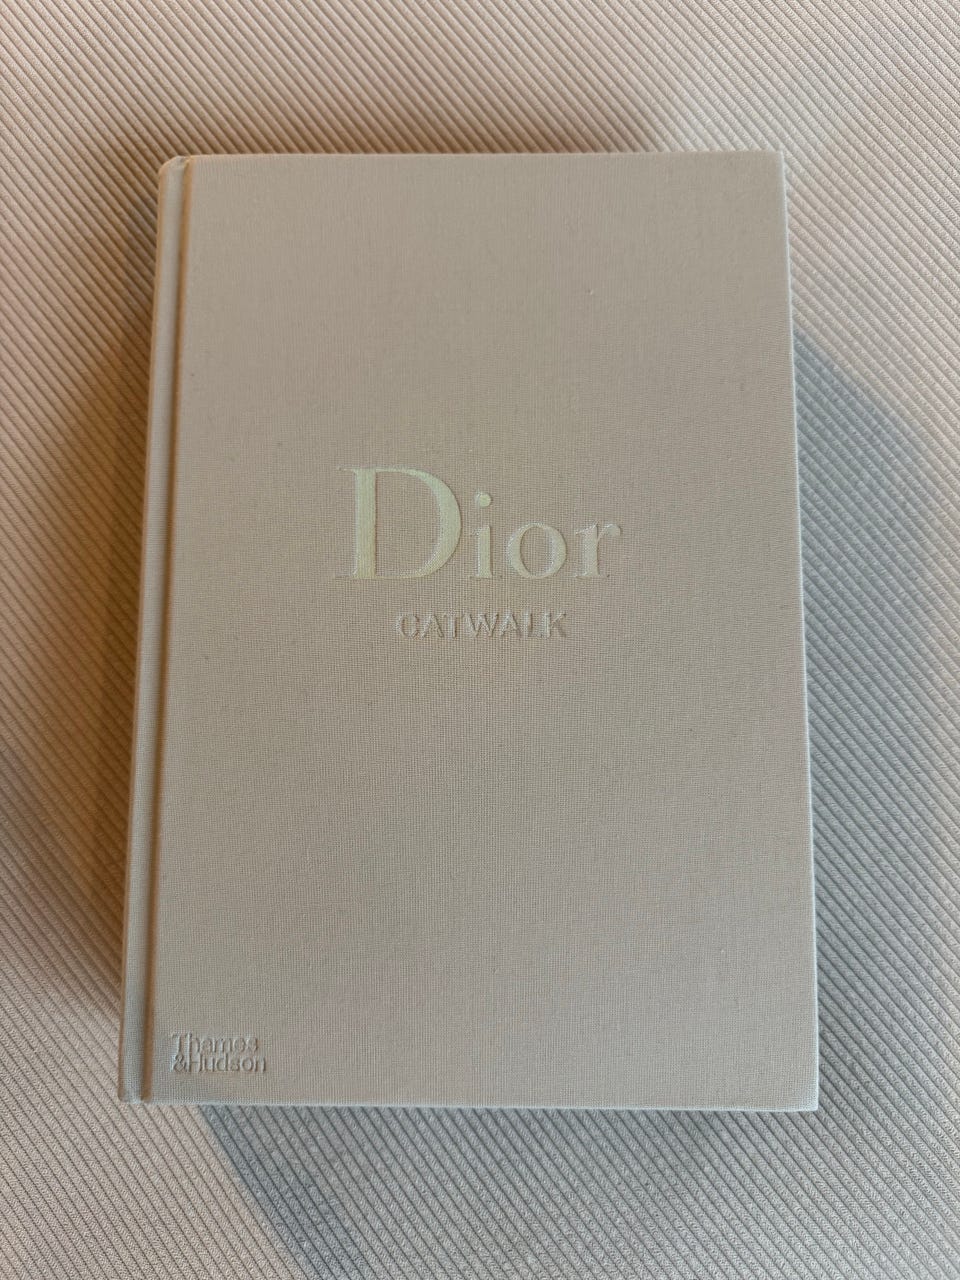 Dior
CATWALK
Thames
&Hudson